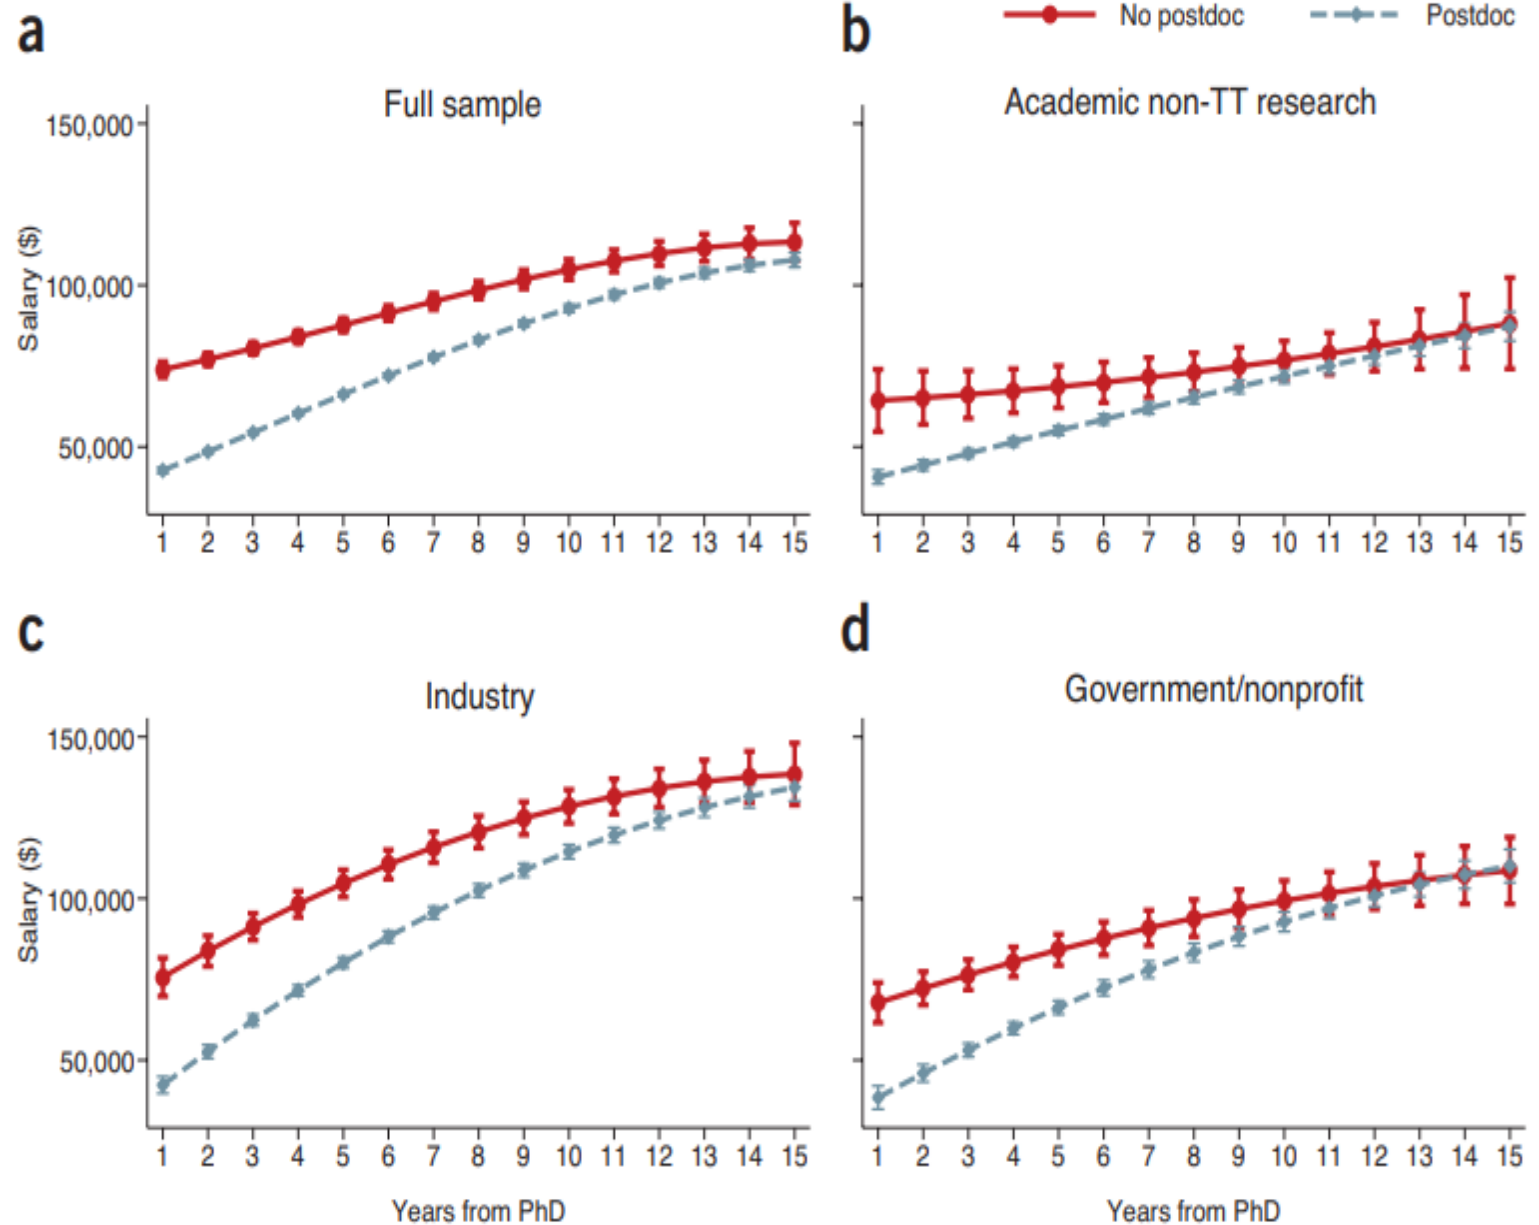 a
b
No postdoc
Postdoc
Full sample
Academic non-TT research
150,000
100,000
50,000
Salary ($)
1 2 3 4 5 6 7 8 9 10 11 12 13 14 15
1 2 3 4 5 6 7 8 9 10 11 12 13 14 15
c
d
Industry
Government/nonprofit
150,000
100,000
50,000
Salary ($)
1 2 3 4 5 6 7 8 9 10 11 12 13 14 15
1 2 3 4 5 6 7 8 9 10 11 12 13 14 15
Years from PhD
Years from PhD